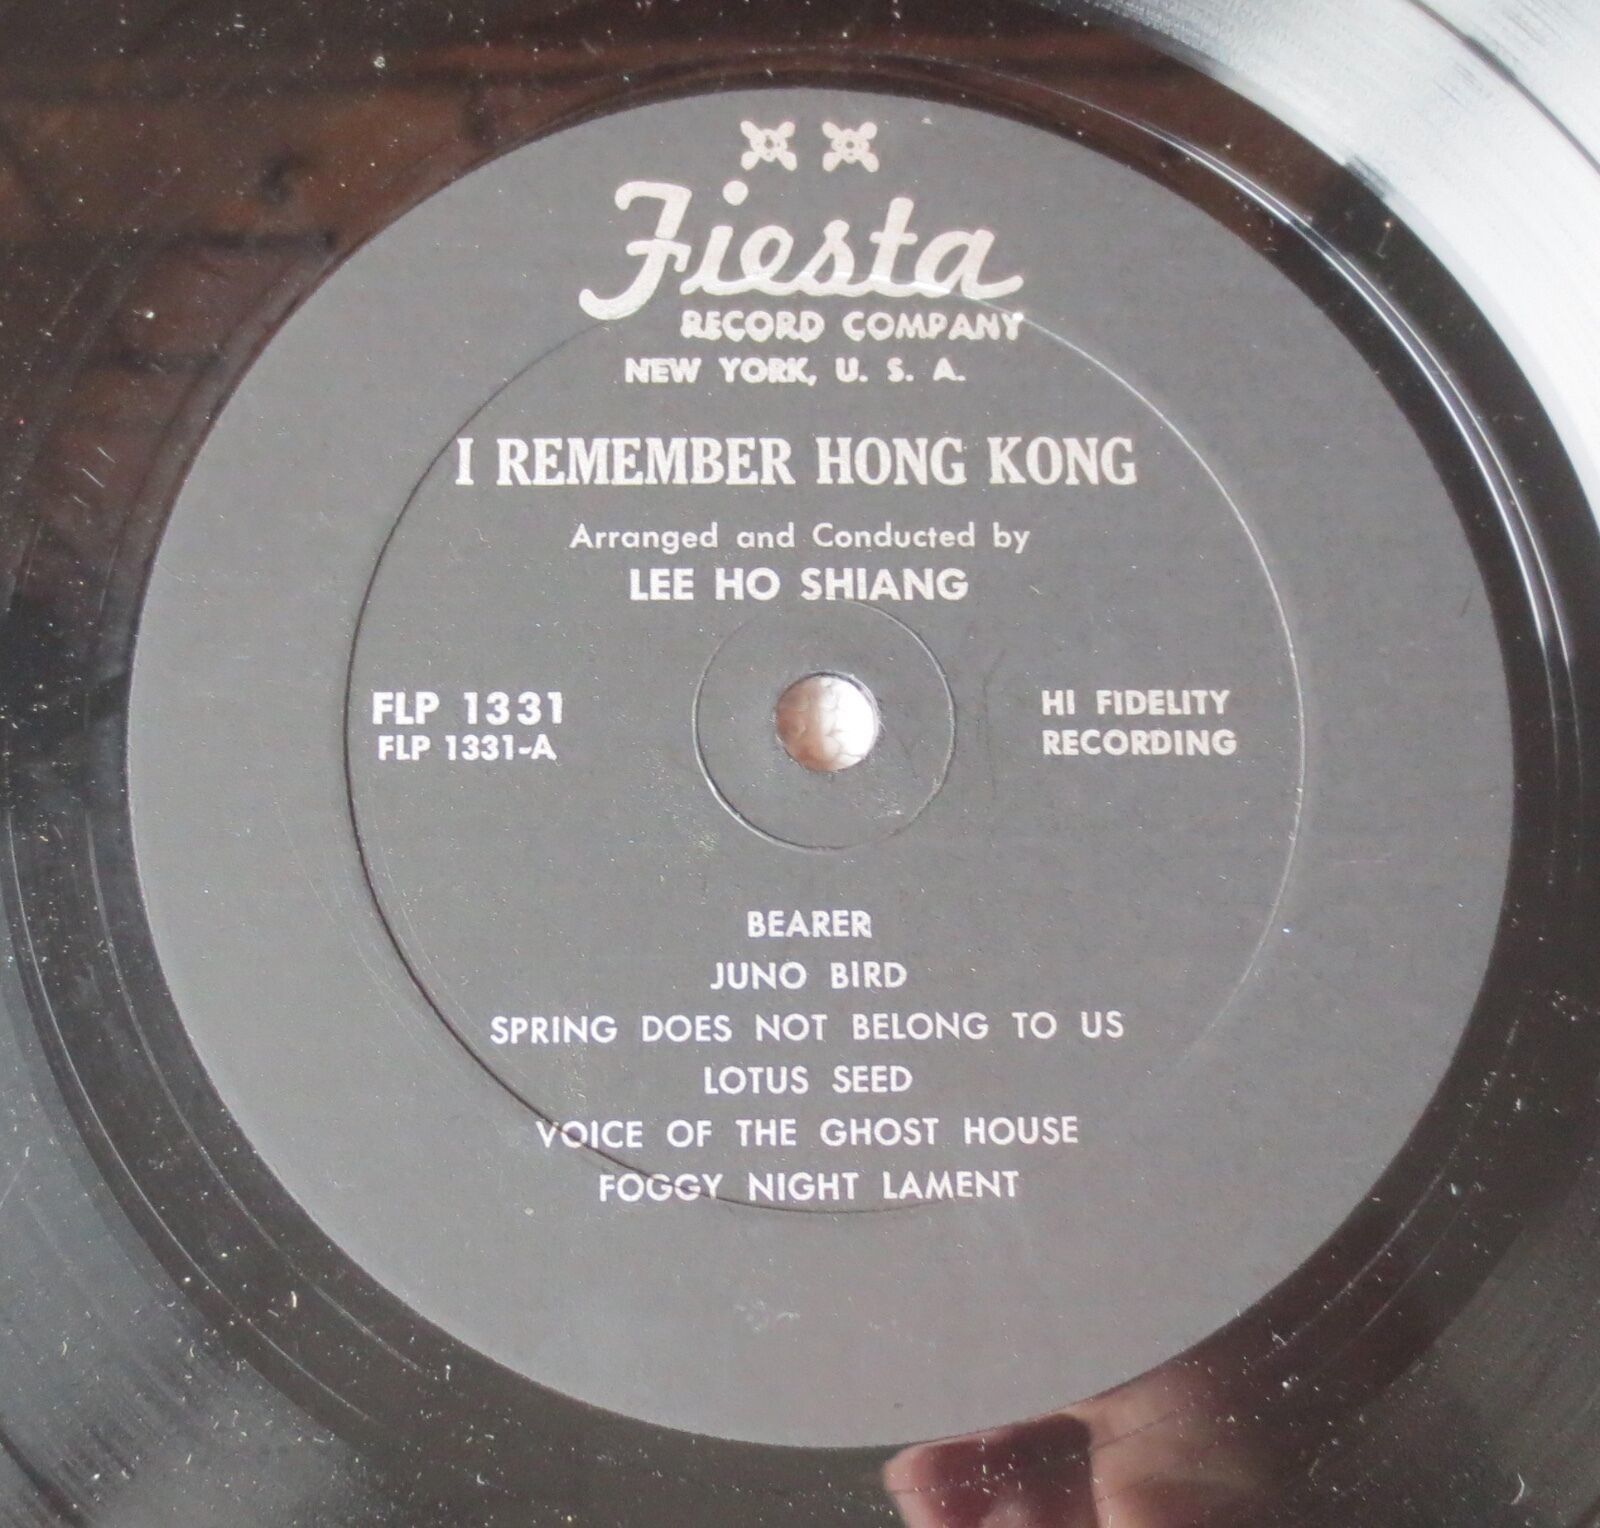 Fiesta
RECORD COMPANY
NEW YORK, U. S. A.
I REMEMBER HONG KONG
Arranged and Conducted by
LEE HO SHIANG
FLP 1331
FLP 1331-A
HI FIDELITY
RECORDING
BEARER
JUNO BIRD
SPRING DOES NOT BELONG TO US
LOTUS SEED
VOICE OF THE GHOST HOUSE
FOGGY NIGHT LAMENT